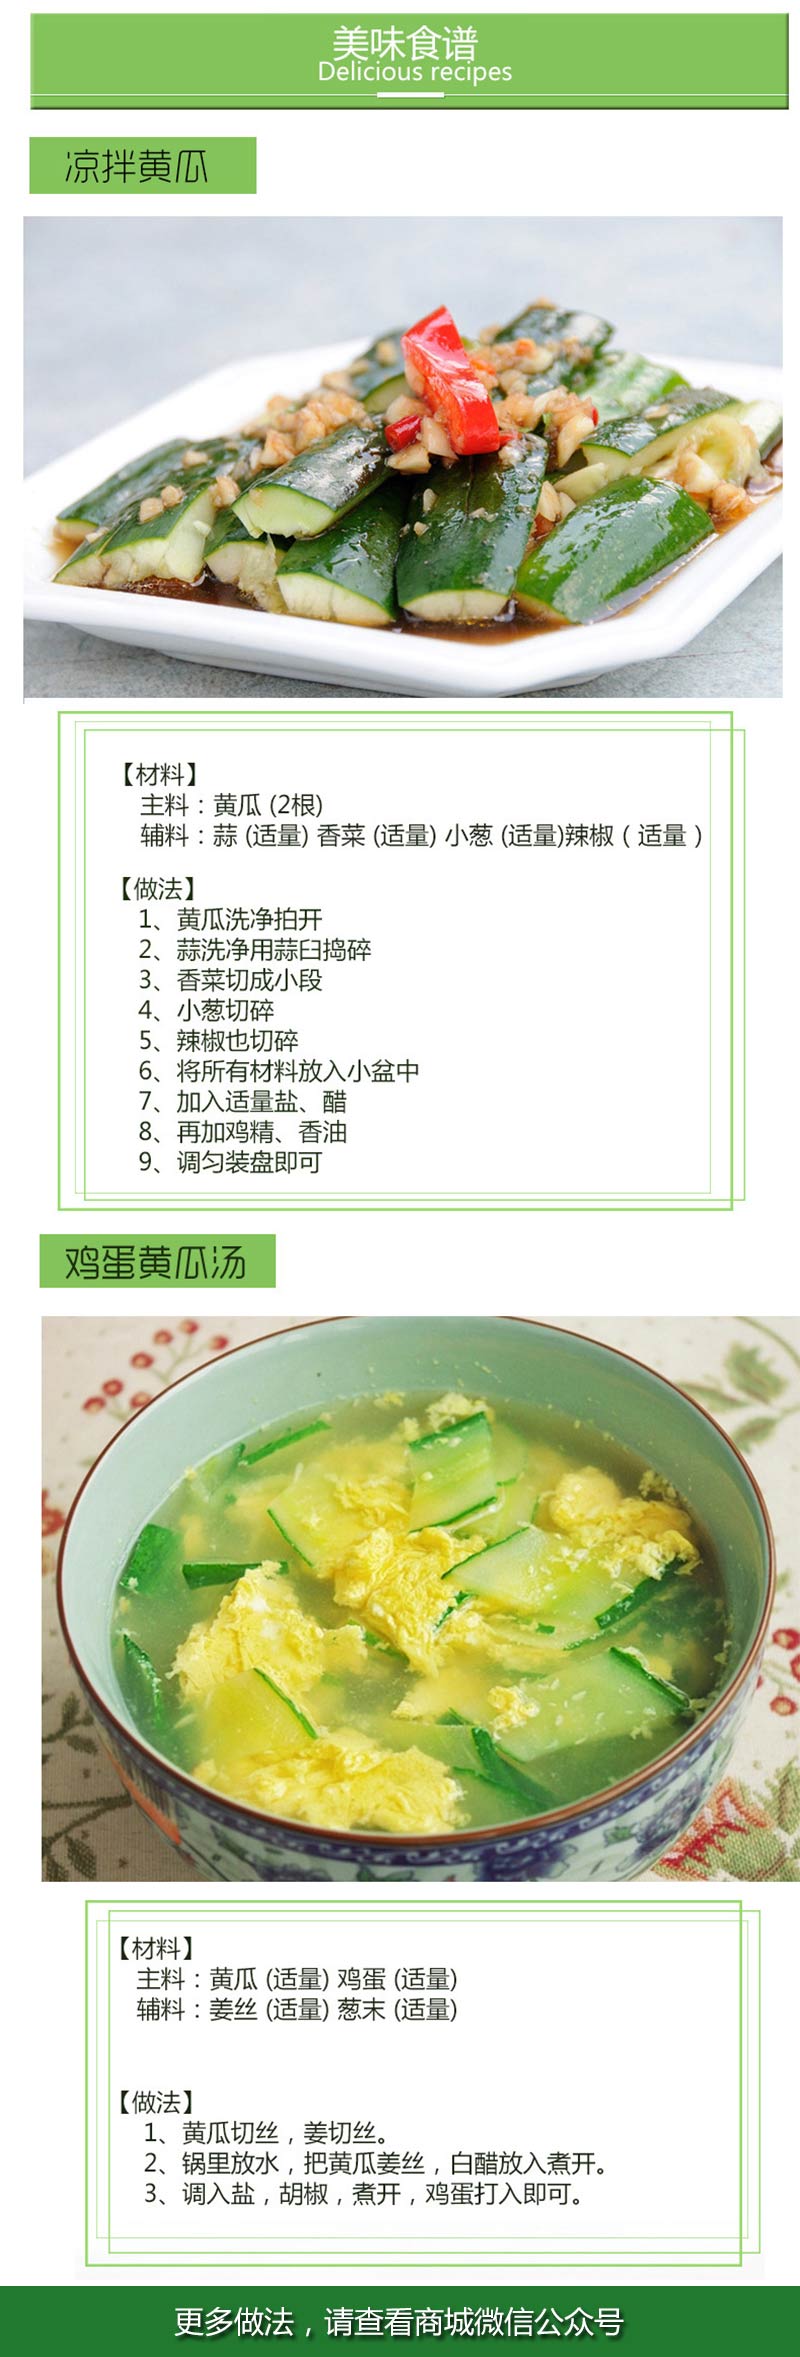 美味食谱
Delicious recipes
凉拌黄瓜
【材料】
主料：黄瓜 (2根)
辅料：蒜 (适量) 香菜 (适量) 小葱 (适量)辣椒（适量）
【做法】
1、黄瓜洗净拍开
2、蒜洗净用蒜臼捣碎
3、香菜切成小段
4、小葱切碎
5、辣椒也切碎
6、将所有材料放入小盆中
7、加入适量盐、醋
8、再加鸡精、香油
9、调匀装盘即可
鸡蛋黄瓜汤
【材料】
主料：黄瓜 (适量) 鸡蛋 (适量)
辅料：姜丝 (适量) 葱末 (适量)
【做法】
1、黄瓜切丝，姜切丝。
2、锅里放水，把黄瓜姜丝，白醋放入煮开。
3、调入盐，胡椒，煮开，鸡蛋打入即可。
更多做法，请查看商城微信公众号